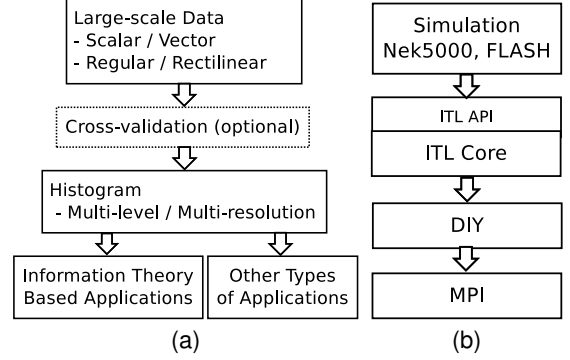 Large-scale Data
- Scalar / Vector
- Regular / Rectilinear
Cross-validation (optional)
Histogram
- Multi-level / Multi-resolution
Information Theory
Based Applications
Other Types
of Applications
(a)
Simulation
Nek5000, FLASH
ITL API
ITL Core
DIY
MPI
(b)